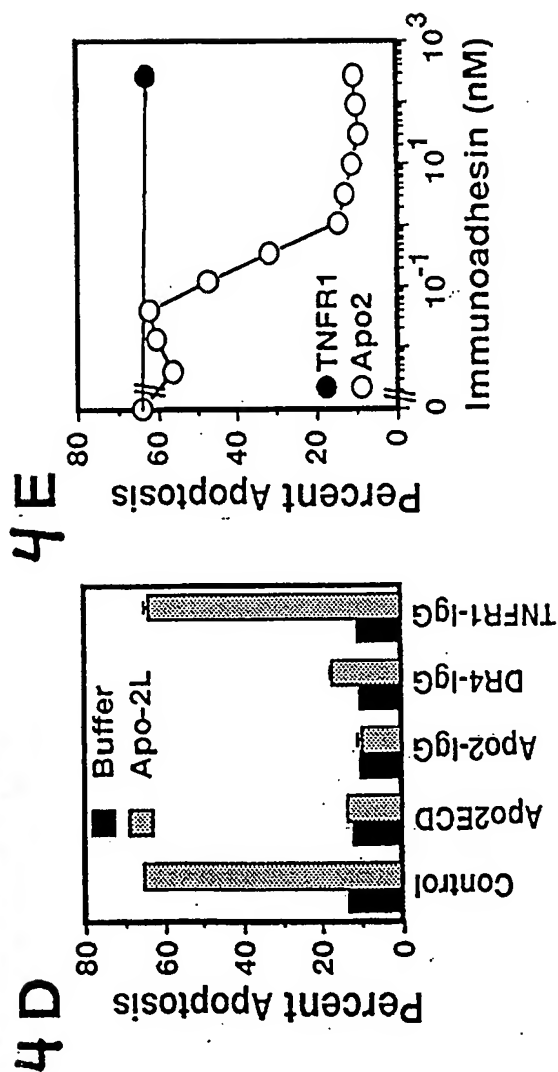 4D
80
60
40
20
0
Percent Apoptosis
Buffer
Apo-2L
Control
Apo2ECD
Apo2-IgG
DR4-IgG
TNFR1-IgG
4E
80
60
40
20
0
Percent Apoptosis
TNFR1
Apo2
0 10⁻¹ 10¹ 10³
Immunoadhesin (nM)